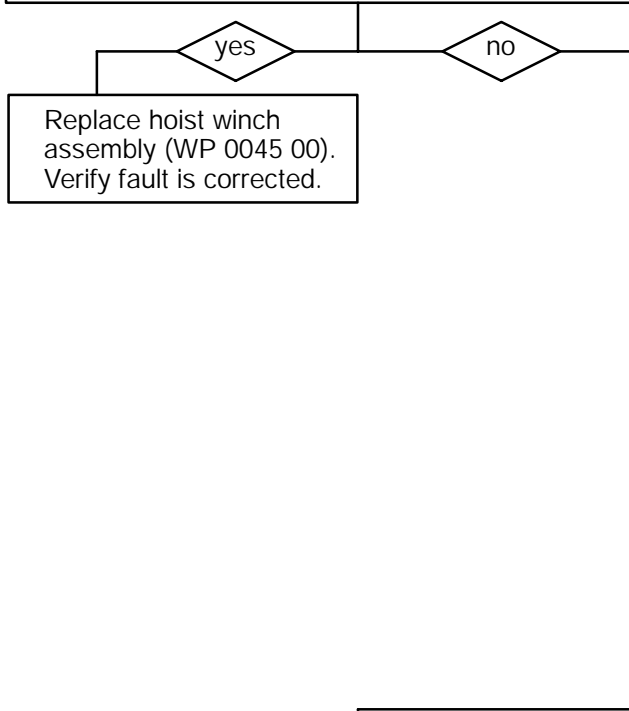 yes
no
Replace hoist winch
assembly (WP 0045 00).
Verify fault is corrected.